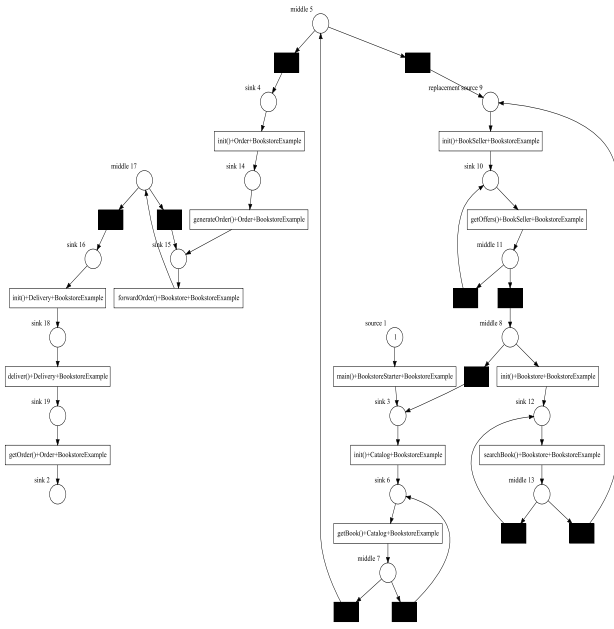 middle 5
sink 4
replacement source 9
init()+Order+BookstoreExample
init()+BookSeller+BookstoreExample
middle 17
sink 14
sink 10
generateOrder()+Order+BookstoreExample
getOffers()+BookSeller+BookstoreExample
sink 16
sink 15
middle 11
init()+Delivery+BookstoreExample
forwardOrder()+Bookstore+BookstoreExample
sink 18
source 1
middle 8
1
deliver()+Delivery+BookstoreExample
main()+BookstoreStarter+BookstoreExample
init()+Bookstore+BookstoreExample
sink 19
sink 3
sink 12
getOrder()+Order+BookstoreExample
init()+Catalog+BookstoreExample
searchBook()+Bookstore+BookstoreExample
sink 2
sink 6
middle 13
getBook()+Catalog+BookstoreExample
middle 7